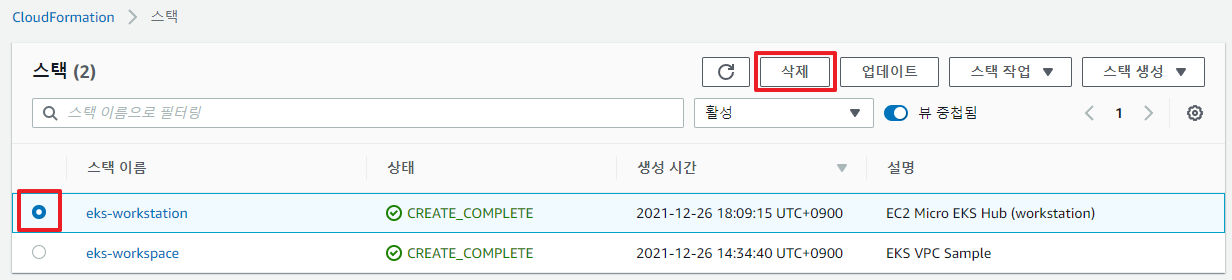 CloudFormation > 스택
스택 (2)
삭제 업데이트 스택 작업 스택 생성
스택 이름으로 필터링 활성 뷰 중첩됨 1
스택 이름 상태 생성 시간 설명
eks-workstation CREATE_COMPLETE 2021-12-26 18:09:15 UTC+0900 EC2 Micro EKS Hub (workstation)
eks-workspace CREATE_COMPLETE 2021-12-26 14:34:40 UTC+0900 EKS VPC Sample